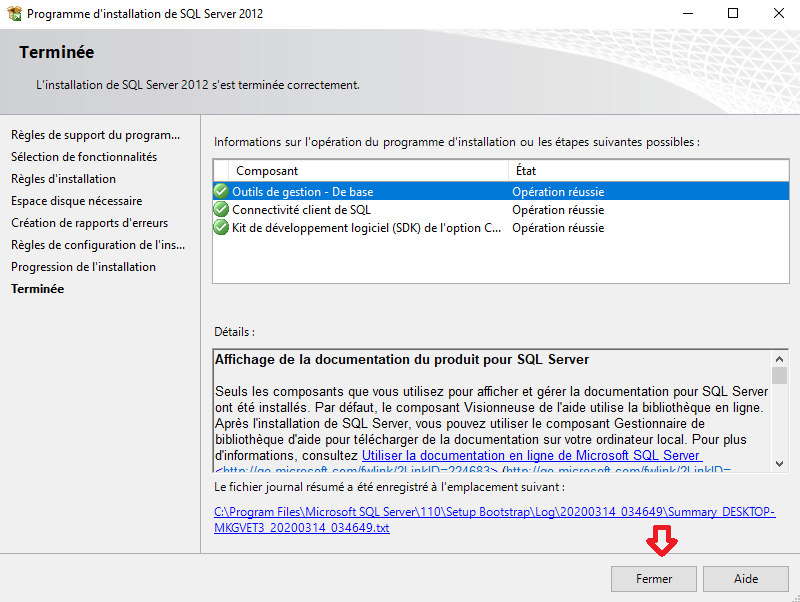 Programme d'installation de SQL Server 2012
Terminée
L'installation de SQL Server 2012 s'est terminée correctement.
Règles de support du program...
Sélection de fonctionnalités
Règles d'installation
Espace disque nécessaire
Création de rapports d'erreurs
Règles de configuration de l'ins...
Progression de l'installation
Terminée
Informations sur l'opération du programme d'installation ou les étapes suivantes possibles :
Composant État
Outils de gestion - De base Opération réussie
Connectivité client de SQL Opération réussie
Kit de développement logiciel (SDK) de l'option C... Opération réussie
Détails :
Affichage de la documentation du produit pour SQL Server
Seuls les composants que vous utilisez pour afficher et gérer la documentation pour SQL Server
ont été installés. Par défaut, le composant Visionneuse de l'aide utilise la bibliothèque en ligne.
Après l'installation de SQL Server, vous pouvez utiliser le composant Gestionnaire de
bibliothèque d'aide pour télécharger de la documentation sur votre ordinateur local. Pour plus
d'informations, consultez Utiliser la documentation en ligne de Microsoft SQL Server
<http://go.microsoft.com/fwlink/?LinkID=224683> (http://go.microsoft.com/fwlink/?LinkID=
Le fichier journal résumé a été enregistré à l'emplacement suivant :
C:\Program Files\Microsoft SQL Server\110\Setup Bootstrap\Log\20200314_034649\Summary_DESKTOP-
MKGVET3_20200314_034649.txt
Fermer Aide